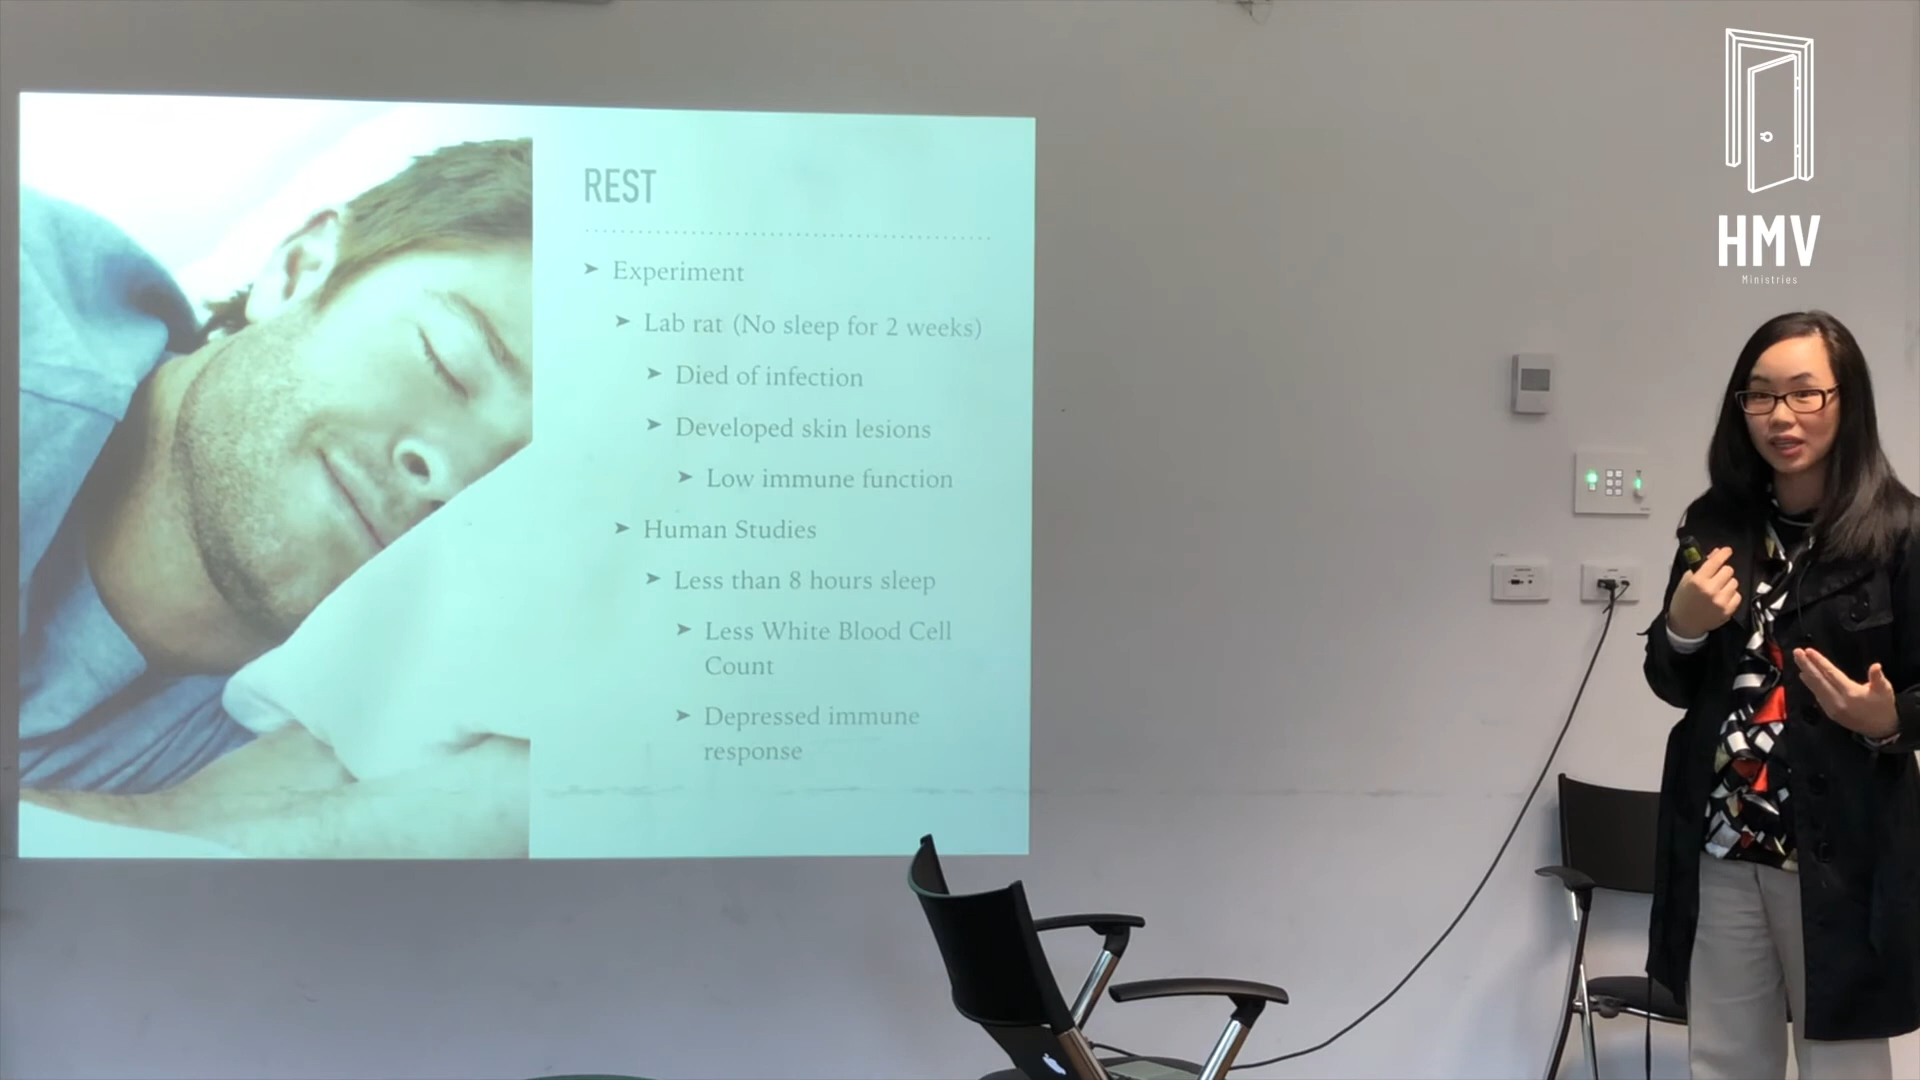 HMV
Ministries
REST
Experiment
Lab rat (No sleep for 2 weeks)
Died of infection
Developed skin lesions
Low immune function
Human Studies
Less than 8 hours sleep
Less White Blood Cell
Count
Depressed immune
response